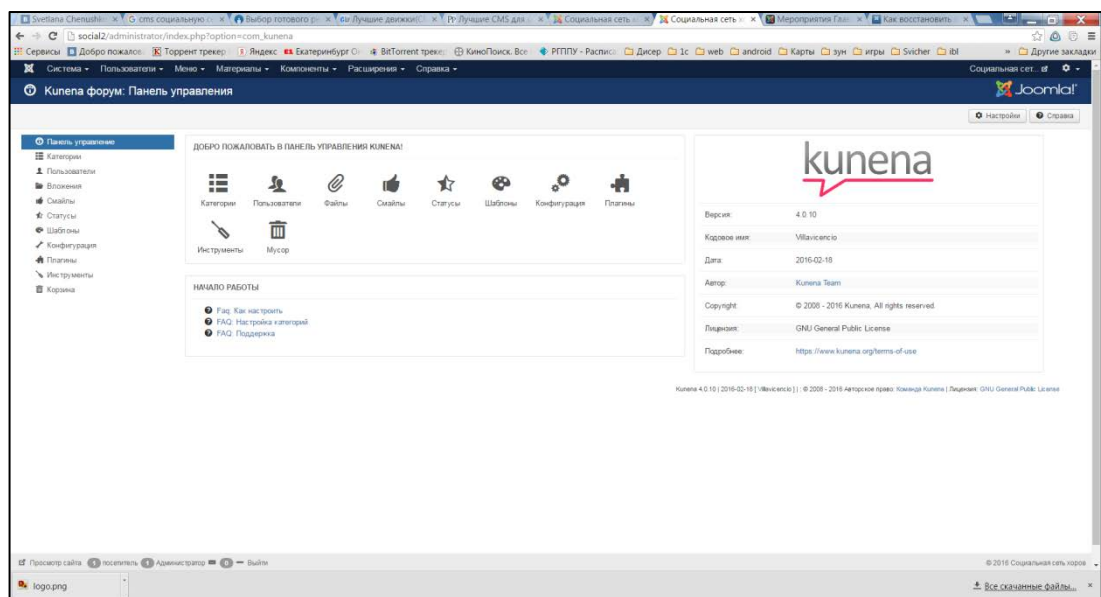 Svetlana Chenushki
cms социальную с
Выбор готового р
Лучшие движки(C
Лучшие CMS для
Социальная сеть
Социальная сеть
Мероприятия Гла
Как восстановить
social2/administrator/index.php?option=com_kunena
Сервисы Добро пожалов Торрент трекер Яндекс Екатеринбург BitTorrent трекер КиноПоиск. Все РГППУ - Распис Дисер 1с web android Карты зун игры Svicher ibl » Другие закладки
Система Пользователи Меню Материалы Компоненты Расширения Справка Социальная сет...
Kunena форум: Панель управления Joomla!
Настройки Справка
Панель управление
Категории
Пользователи
Вложения
Смайлы
Статусы
Шаблоны
Конфигурация
Плагины
Инструменты
Корзина
ДОБРО ПОЖАЛОВАТЬ В ПАНЕЛЬ УПРАВЛЕНИЯ KUNENA!
Категории Пользователи Файлы Смайлы Статусы Шаблоны Конфигурация Плагины
Инструменты Мусор
НАЧАЛО РАБОТЫ
Faq: Как настроить
FAQ: Настройка категорий
FAQ: Поддержка
kunena
Версия: 4.0.10
Кодовое имя: Villavicencio
Дата: 2016-02-18
Автор: Kunena Team
Copyright: © 2008 - 2016 Kunena, All rights reserved.
Лицензия: GNU General Public License
Подробнее: https://www.kunena.org/terms-of-use
Kunena 4.0.10 | 2016-02-18 [ Villavicencio ] | © 2008 - 2016 Авторское право: Команда Kunena | Лицензия: GNU General Public License
Просмотр сайта 1 посетитель 1 Администратор 0 Выйти © 2016 Социальная сеть хоров
logo.png Все скачанные файлы...